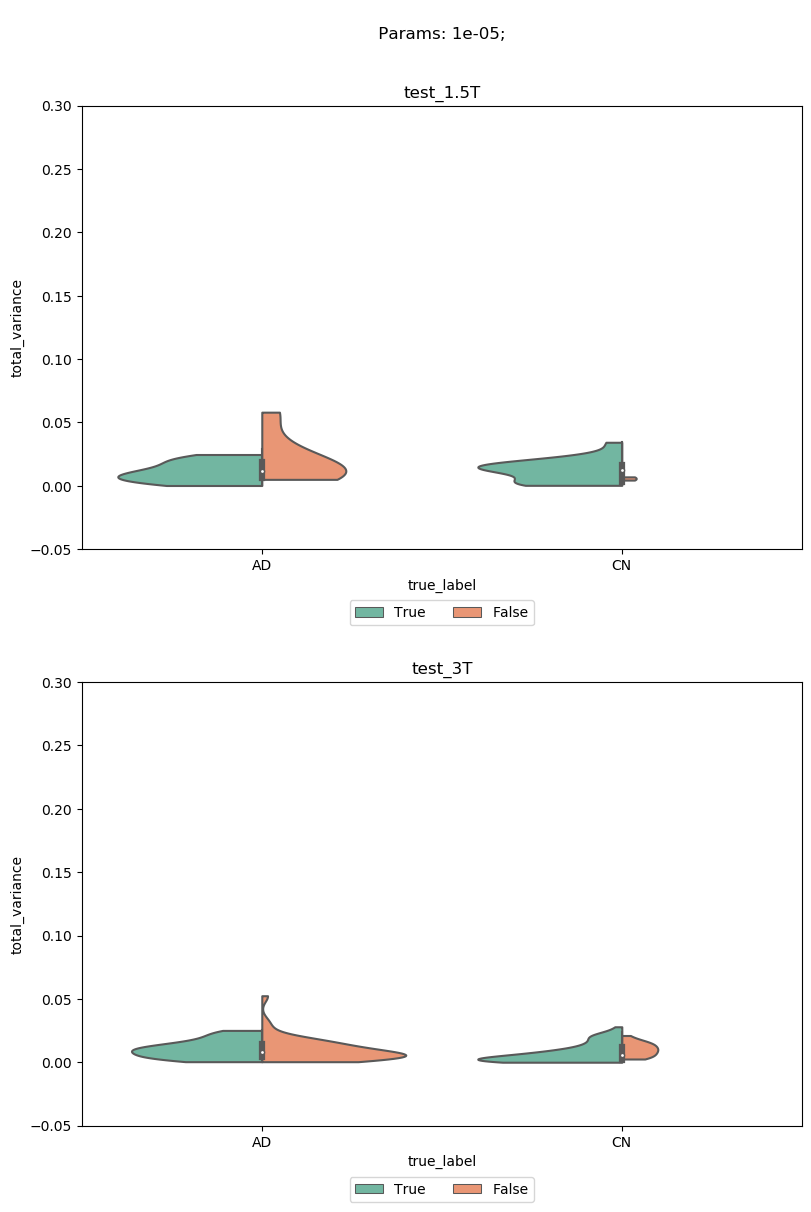 Params: 1e-05;
test_1.5T
0.30
0.25
0.20
0.15
0.10
0.05
0.00
−0.05
total_variance
AD
CN
true_label
True
False
test_3T
0.30
0.25
0.20
0.15
0.10
0.05
0.00
−0.05
total_variance
AD
CN
true_label
True
False